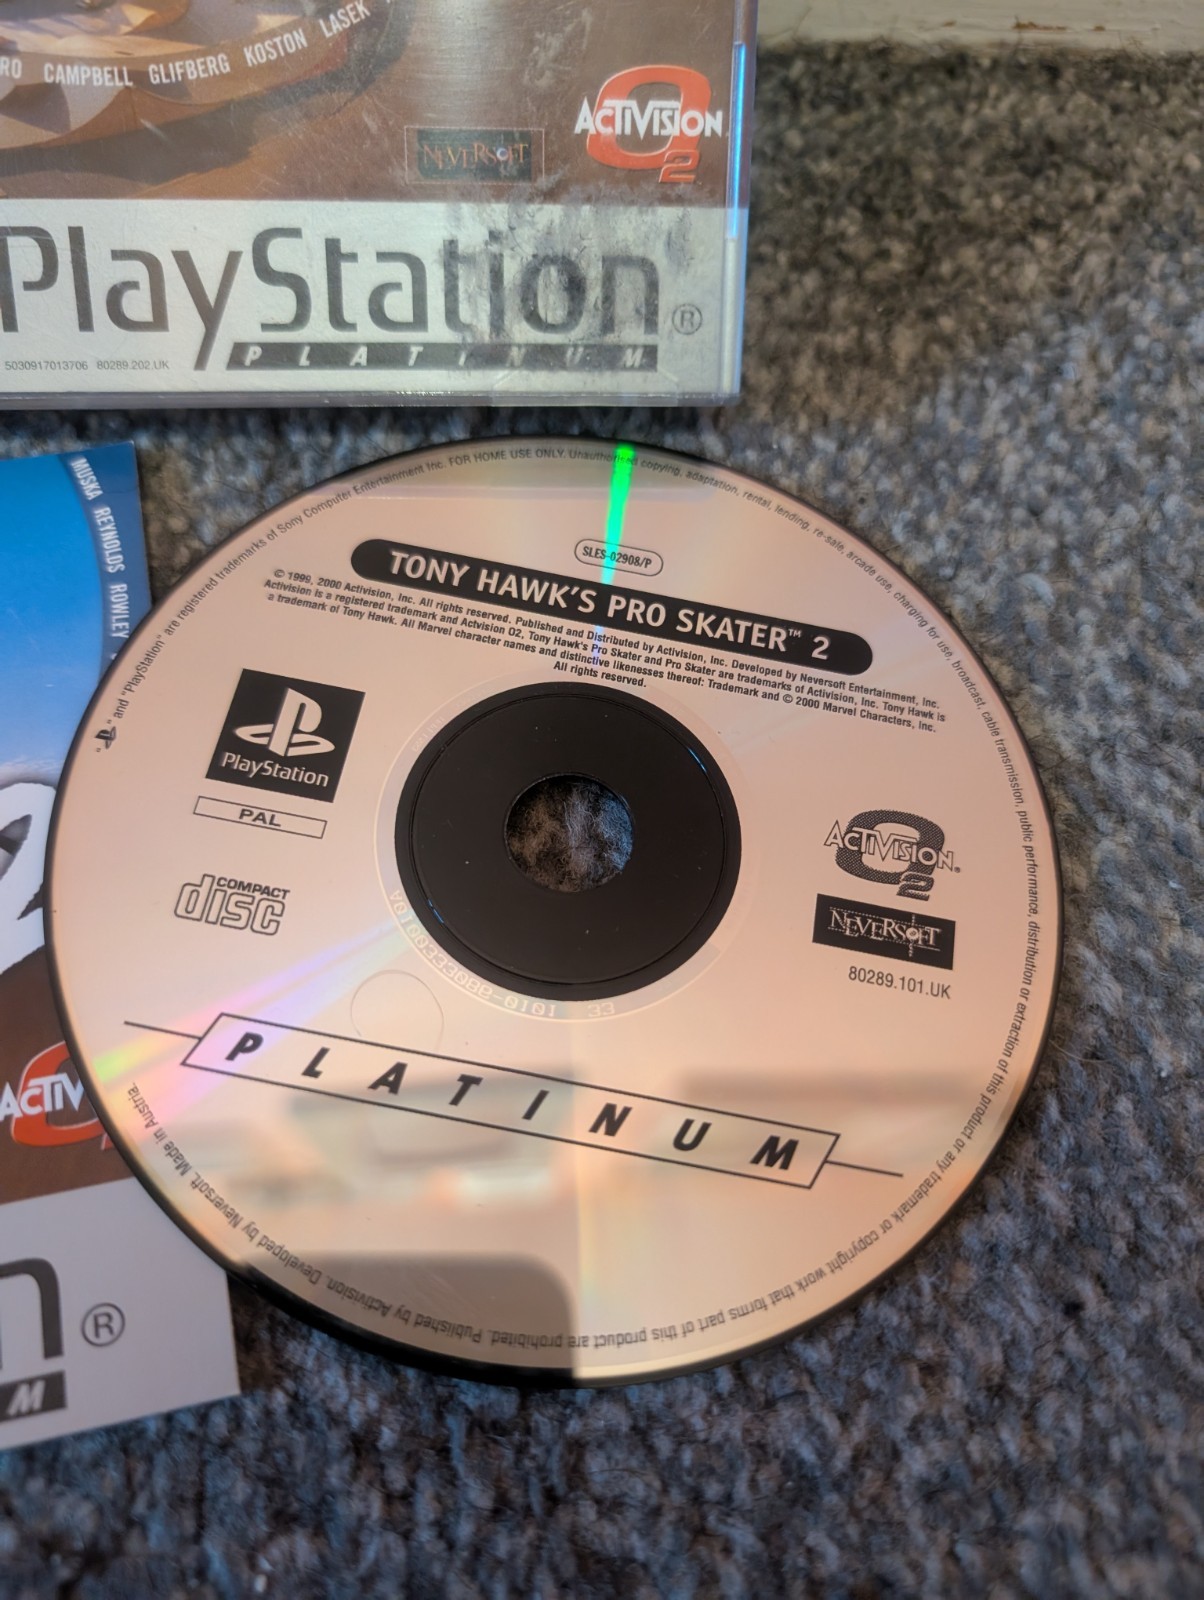 RO CAMPBELL GLIFBERG KOSTON LASEK
ACTIVISION
O2
NEVERSOFT
PlayStation®
PLATINUM
5030917013706 80289.202.UK
MUSKA REYNOLDS ROWLEY
2
ACTIV
n®
M
"PS" and "PlayStation" are registered trademarks of Sony Computer Entertainment Inc. FOR HOME USE ONLY. Unauthorised copying, adaptation, rental, lending, re-sale, arcade use, charging for use, broadcast, cable transmission, public performance, distribution or extraction of this product or any trademark or copyright work that forms part of this product are prohibited. Published by Activision. Developed by Neversoft. Made in Austria.
SLES-02908/P
TONY HAWK'S PRO SKATER™ 2
© 1999, 2000 Activision, Inc. All rights reserved. Published and Distributed by Activision, Inc. Developed by Neversoft Entertainment, Inc.
Activision is a registered trademark and Actvision O2, Tony Hawk's Pro Skater and Pro Skater are trademarks of Activision, Inc. Tony Hawk is
a trademark of Tony Hawk. All Marvel character names and distinctive likenesses thereof: Trademark and © 2000 Marvel Characters, Inc.
All rights reserved.
PlayStation
PAL
COMPACT
disc
ACTIVISION®
O2
NEVERSOFT
80289.101.UK
PLATINUM